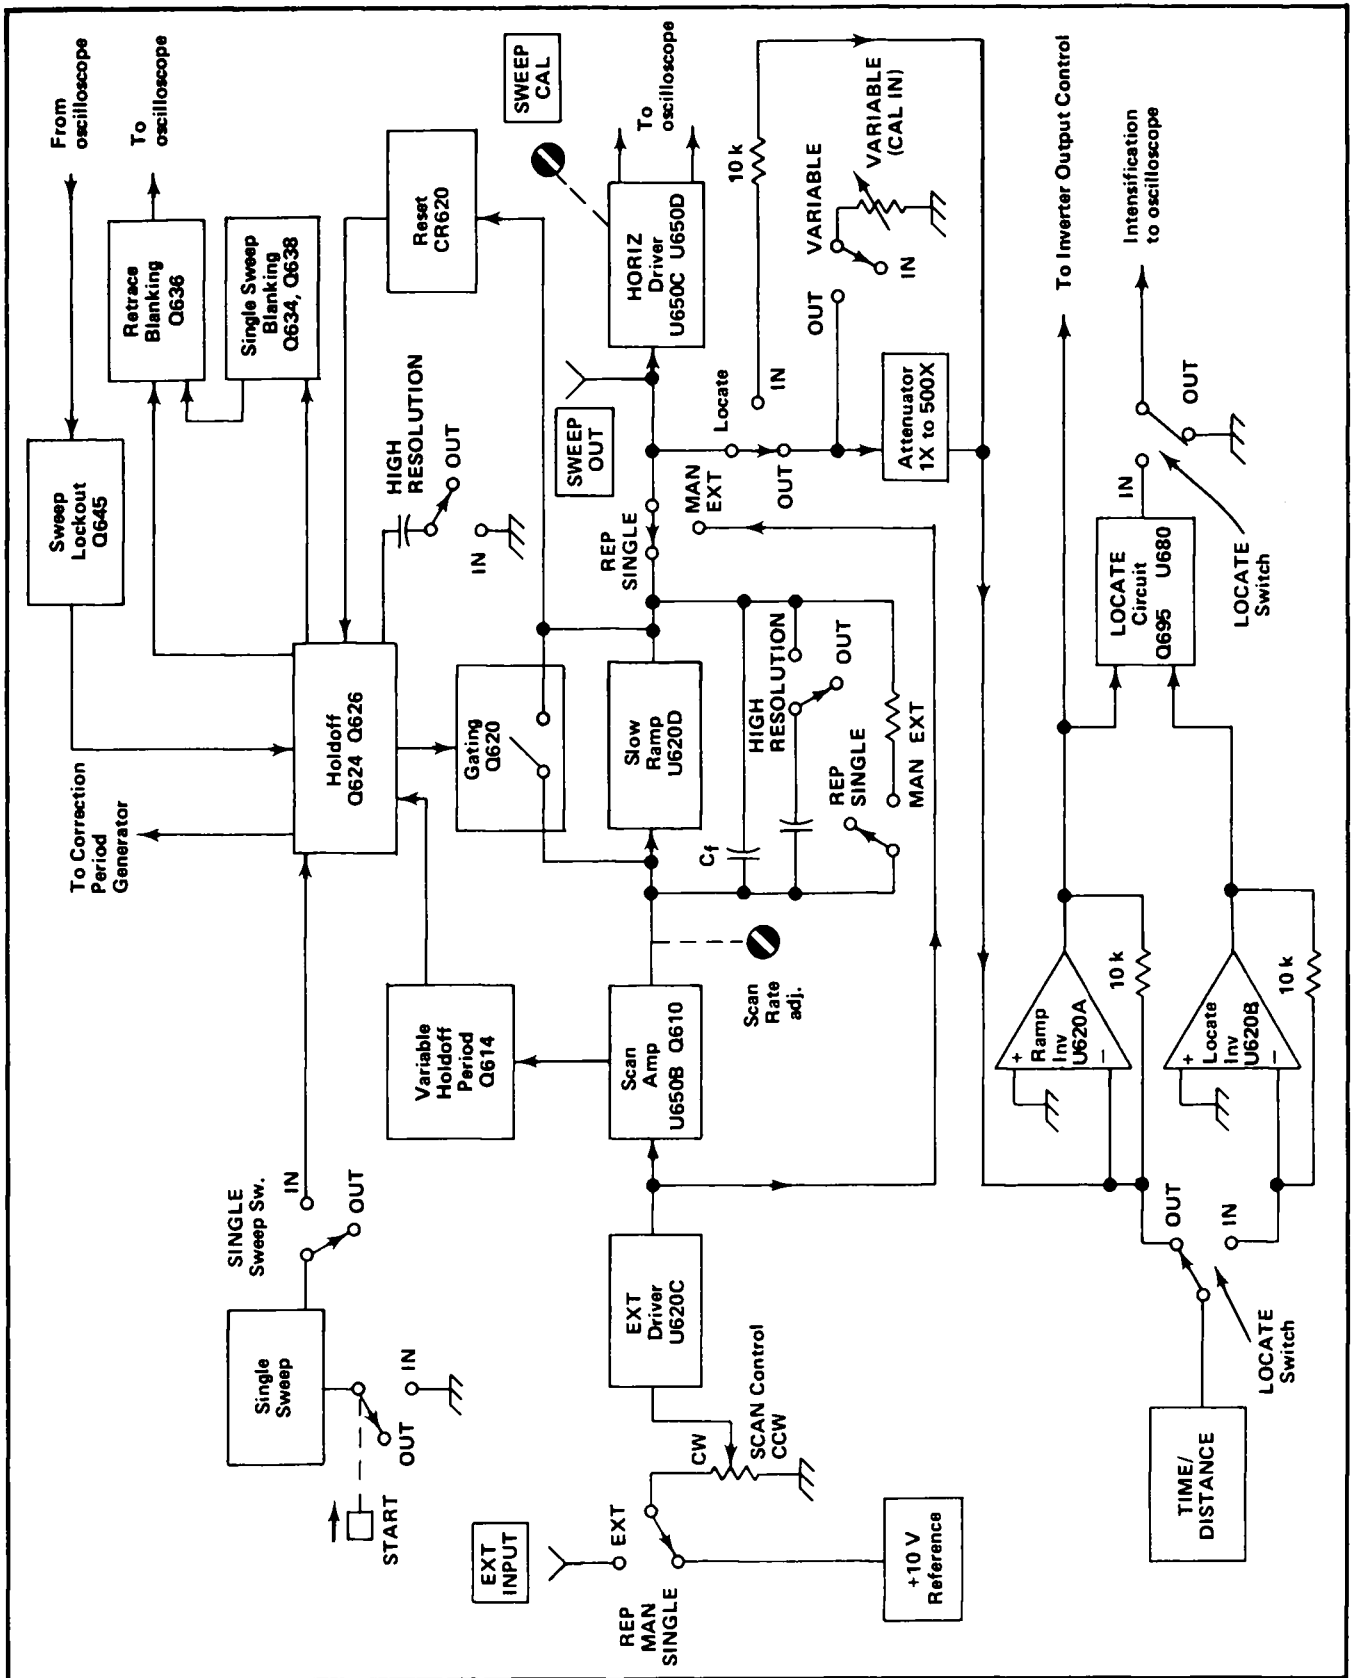 From
oscilloscope
To
oscilloscope
Retrace
Blanking
Q636
Single Sweep
Blanking
Q634, Q638
Sweep
Lockout
Q645
To Correction
Period
Generator
Holdoff
Q624 Q626
HIGH
RESOLUTION
OUT
IN
Reset
CR620
SWEEP
CAL
Gating
Q620
Variable
Holdoff
Period
Q614
SINGLE
Sweep Sw.
IN
OUT
Single
Sweep
START
OUT
IN
EXT
INPUT
EXT
REP
MAN
SINGLE
+10 V
Reference
CW
SCAN Control
CCW
EXT
Driver
U620C
Scan
Amp
U650B Q610
Scan
Rate
adj.
Slow
Ramp
U620D
Cf
HIGH
RESOLUTION
OUT
REP
SINGLE
MAN EXT
REP
SINGLE
MAN
EXT
SWEEP
OUT
HORIZ
Driver
U650C U650D
To
oscilloscope
Locate
IN
OUT
10 k
OUT
VARIABLE
IN
VARIABLE
(CAL IN)
Attenuator
1X to 500X
TIME/
DISTANCE
LOCATE
Switch
OUT
IN
+
Ramp
Inv
U620A
−
10 k
+
Locate
Inv
U620B
−
10 k
LOCATE
Circuit
Q695 U680
IN
OUT
LOCATE
Switch
To Inverter Output Control
Intensification
to oscilloscope